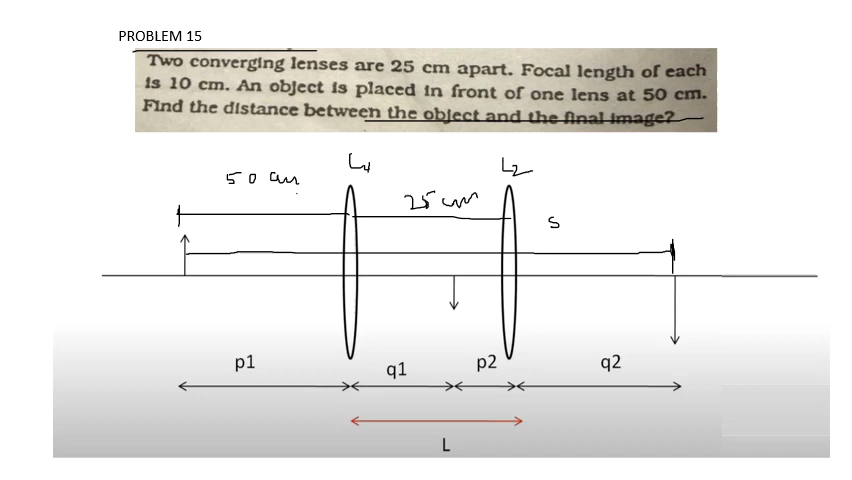 PROBLEM 15
Two converging lenses are 25 cm apart. Focal length of each
is 10 cm. An object is placed in front of one lens at 50 cm.
Find the distance between the object and the final image?
L1 L2
50 cm 25 cm S
p1 q1 p2 q2
L